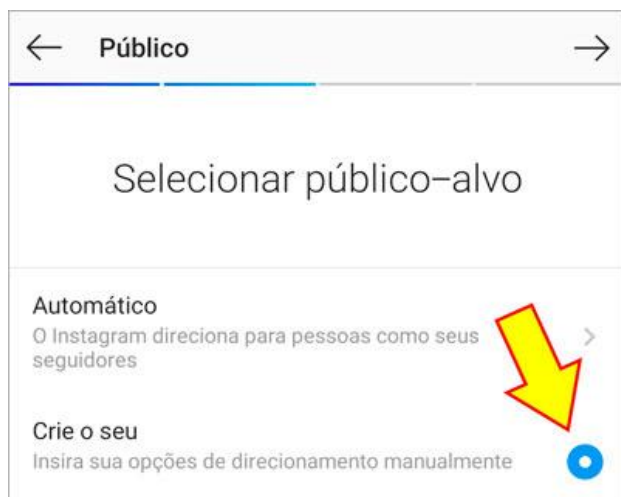 Público
Selecionar público-alvo
Automático
O Instagram direciona para pessoas como seus
seguidores
Crie o seu
Insira sua opções de direcionamento manualmente